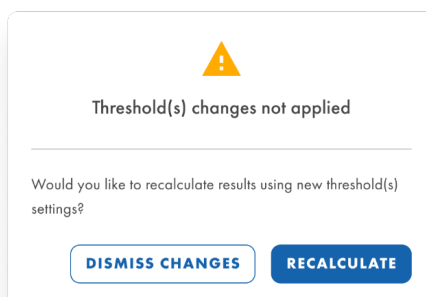 Threshold(s) changes not applied
Would you like to recalculate results using new threshold(s)
settings?
DISMISS CHANGES RECALCULATE